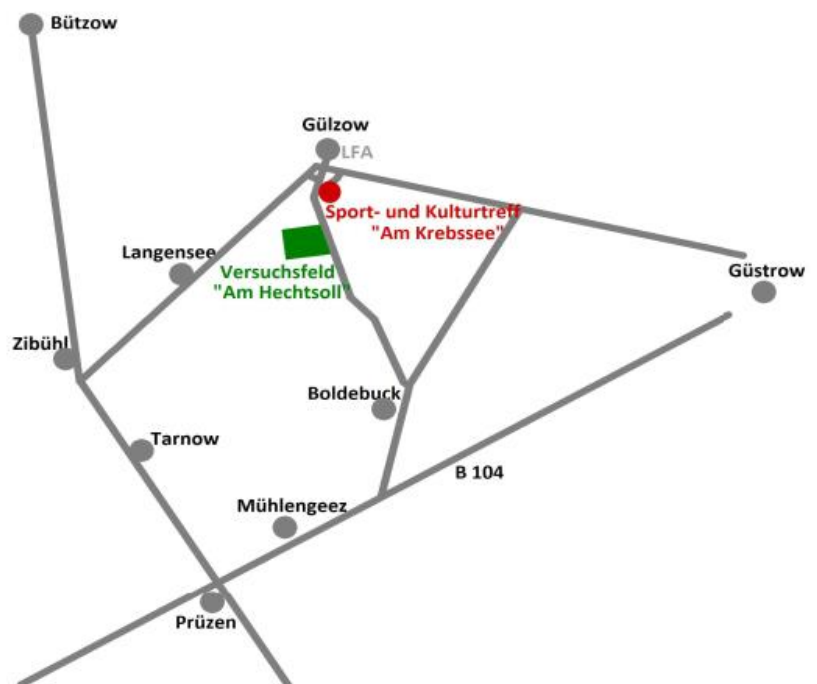 Bützow
Gülzow
LFA
Sport- und Kulturtreff
"Am Krebssee"
Langensee
Versuchsfeld
"Am Hechtsoll"
Güstrow
Zibühl
Boldebuck
Tarnow
B 104
Mühlengeez
Prüzen